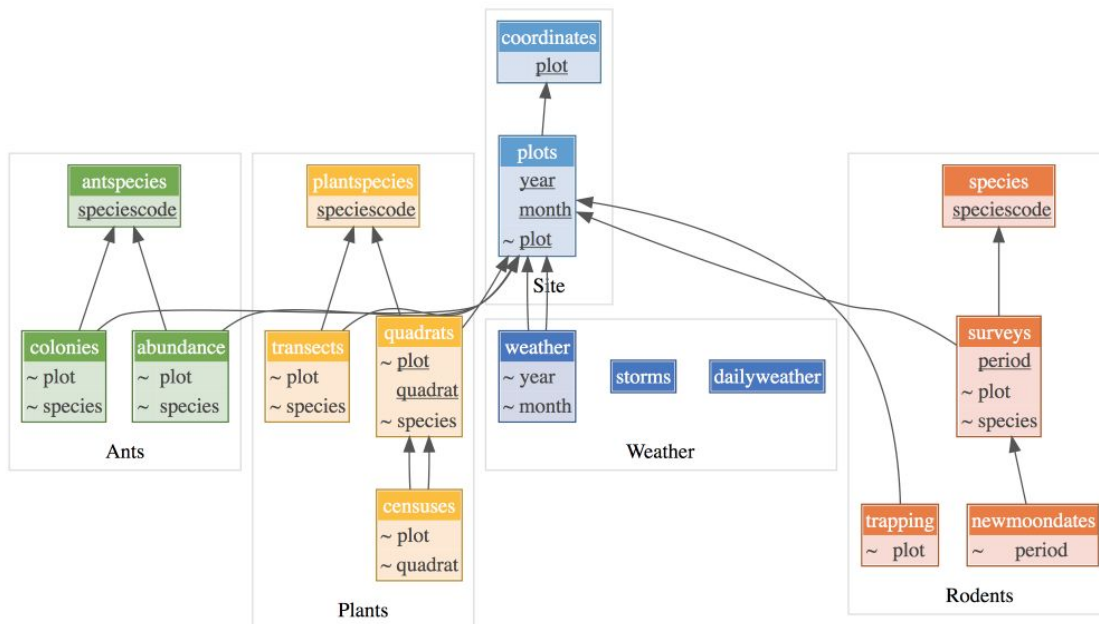 coordinates
plot
plots
year
month
~ plot
Site
antspecies
speciescode
colonies
~ plot
~ species
abundance
~ plot
~ species
Ants
plantspecies
speciescode
transects
~ plot
~ species
quadrats
~ plot
quadrat
~ species
censuses
~ plot
~ quadrat
Plants
weather
~ year
~ month
storms
dailyweather
Weather
species
speciescode
surveys
period
~ plot
~ species
trapping
~ plot
newmoondates
~ period
Rodents